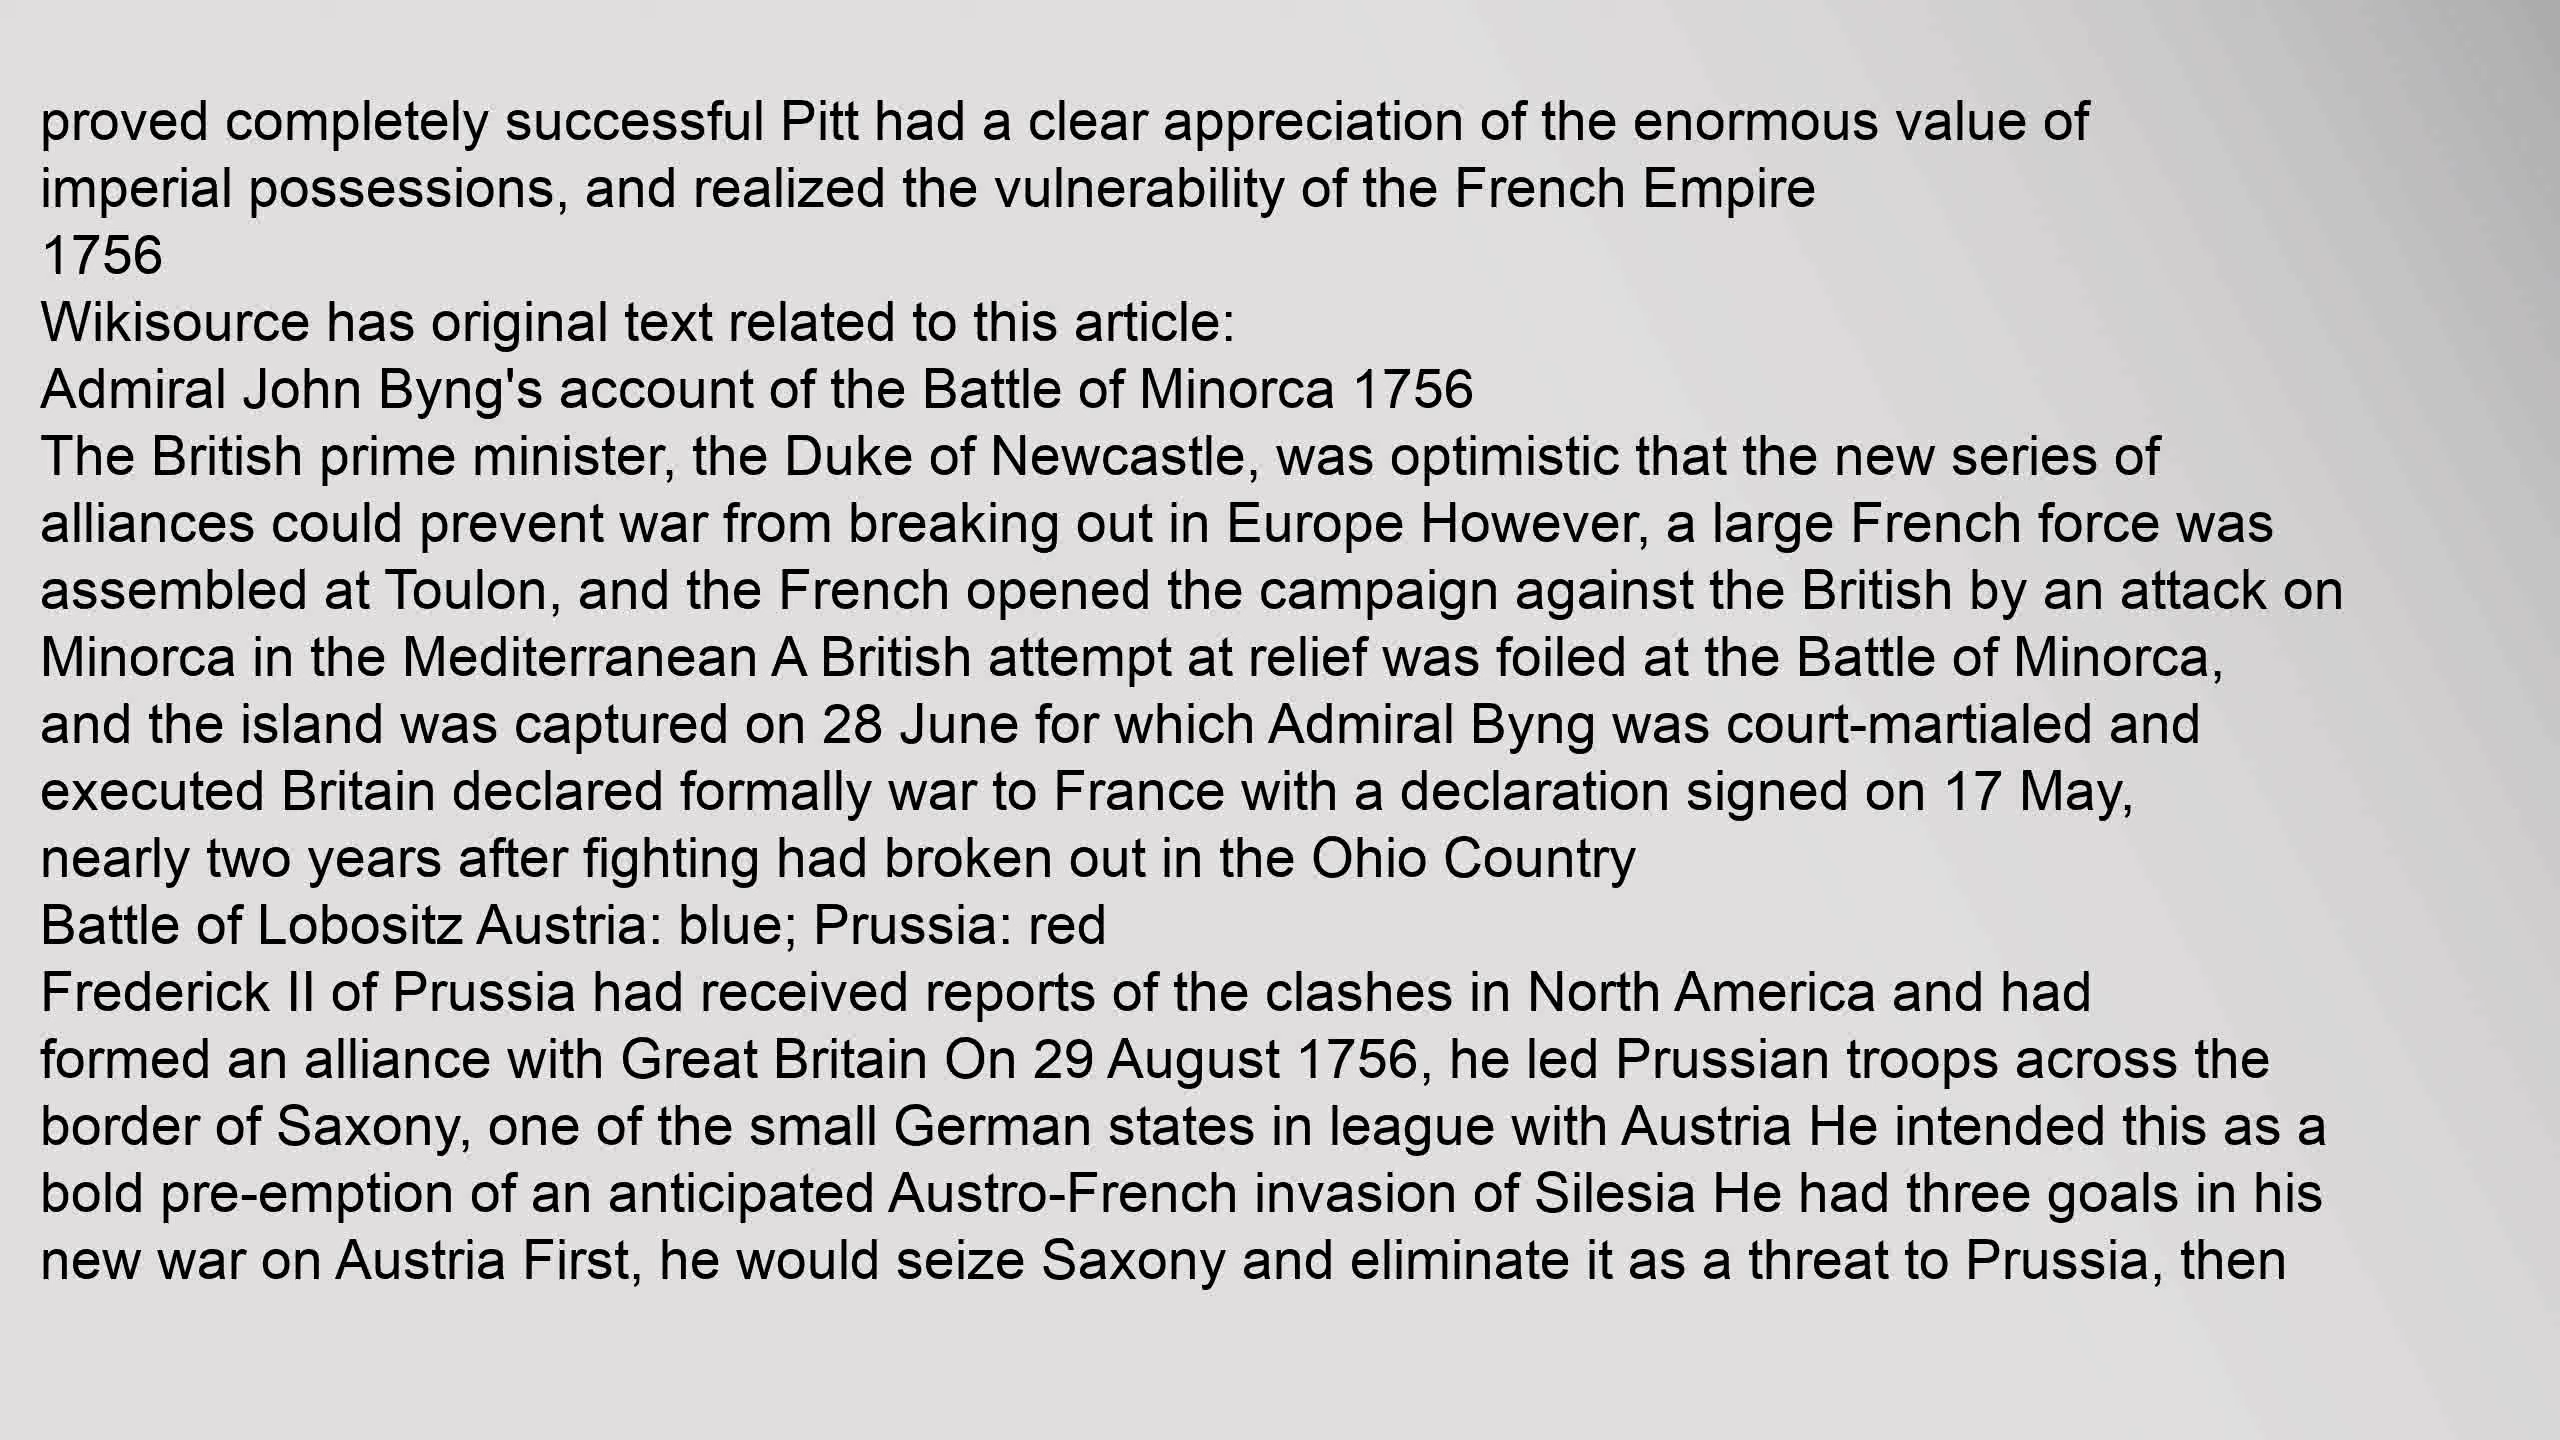 proved completely successful Pitt had a clear appreciation of the enormous value of
imperial possessions, and realized the vulnerability of the French Empire
1756
Wikisource has original text related to this article:
Admiral John Byng's account of the Battle of Minorca 1756
The British prime minister, the Duke of Newcastle, was optimistic that the new series of
alliances could prevent war from breaking out in Europe However, a large French force was
assembled at Toulon, and the French opened the campaign against the British by an attack on
Minorca in the Mediterranean A British attempt at relief was foiled at the Battle of Minorca,
and the island was captured on 28 June for which Admiral Byng was court-martialed and
executed Britain declared formally war to France with a declaration signed on 17 May,
nearly two years after fighting had broken out in the Ohio Country
Battle of Lobositz Austria: blue; Prussia: red
Frederick II of Prussia had received reports of the clashes in North America and had
formed an alliance with Great Britain On 29 August 1756, he led Prussian troops across the
border of Saxony, one of the small German states in league with Austria He intended this as a
bold pre-emption of an anticipated Austro-French invasion of Silesia He had three goals in his
new war on Austria First, he would seize Saxony and eliminate it as a threat to Prussia, then